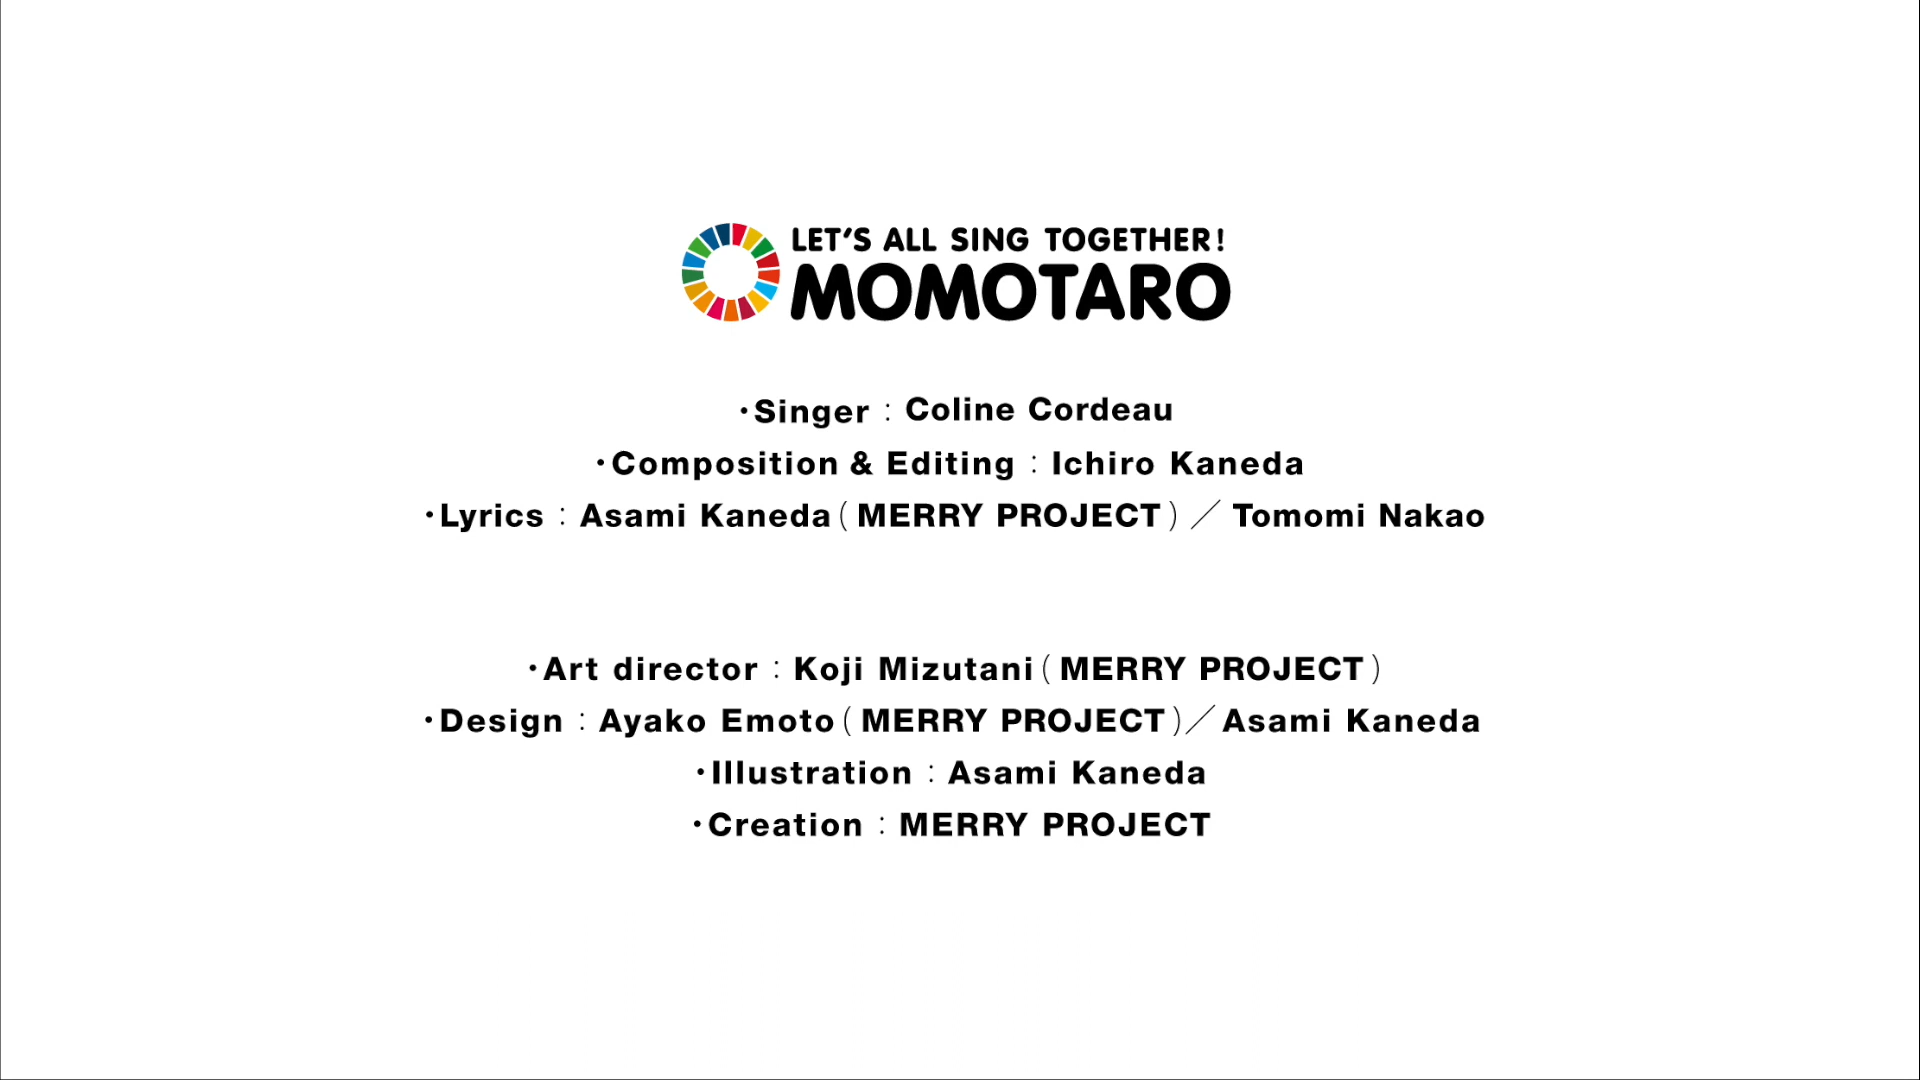 LET'S ALL SING TOGETHER!
MOMOTARO
・Singer：Coline Cordeau
・Composition & Editing：Ichiro Kaneda
・Lyrics：Asami Kaneda（MERRY PROJECT）／Tomomi Nakao
・Art director：Koji Mizutani（MERRY PROJECT）
・Design：Ayako Emoto（MERRY PROJECT）／Asami Kaneda
・Illustration：Asami Kaneda
・Creation：MERRY PROJECT